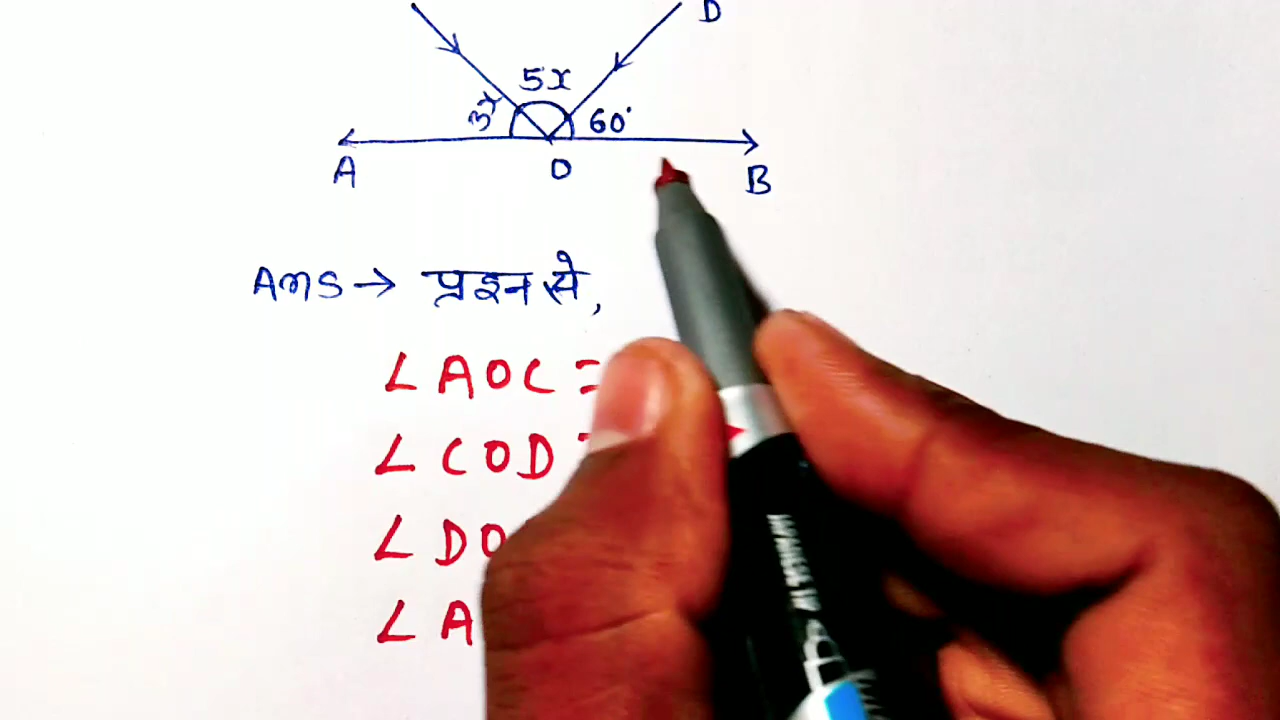 D
5x
3x
60°
A
O
B
Ans → प्रश्न से,
∠AOC =
∠COD =
∠DO
∠A